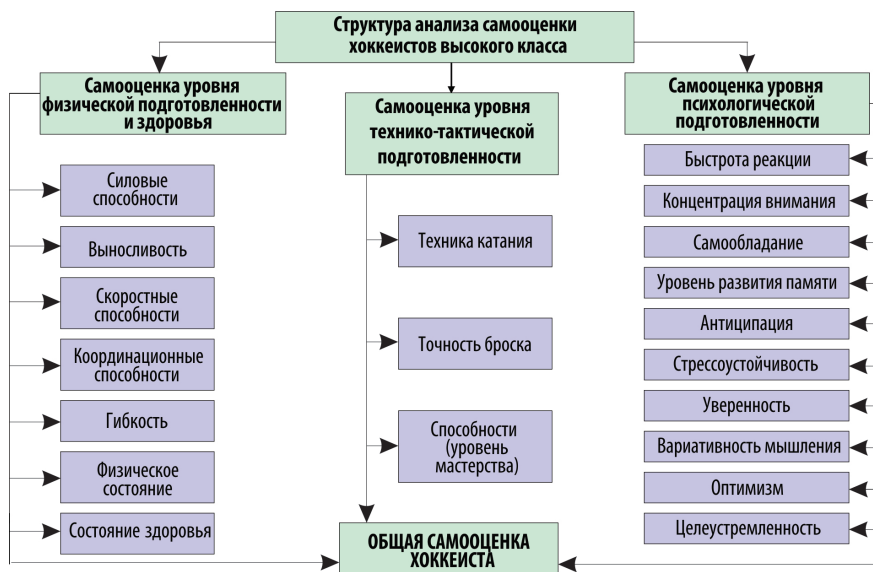 Структура анализа самооценки
хоккеистов высокого класса
Самооценка уровня
физической подготовленности
и здоровья
Силовые
способности
Выносливость
Скоростные
способности
Координационные
способности
Гибкость
Физическое
состояние
Состояние здоровья
Самооценка уровня
технико-тактической
подготовленности
Техника катания
Точность броска
Способности
(уровень
мастерства)
Самооценка уровня
психологической
подготовленности
Быстрота реакции
Концентрация внимания
Самообладание
Уровень развития памяти
Антиципация
Стрессоустойчивость
Уверенность
Вариативность мышления
Оптимизм
Целеустремленность
ОБЩАЯ САМООЦЕНКА
ХОККЕИСТА